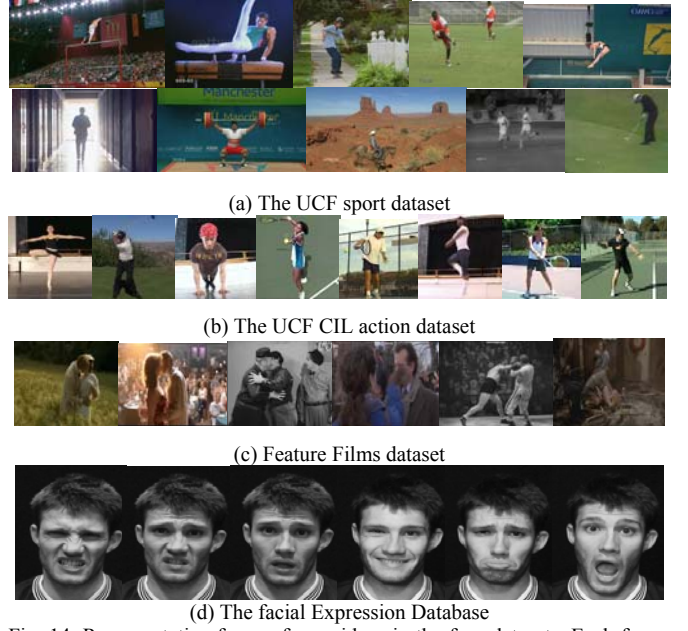 Manchester
(a) The UCF sport dataset
(b) The UCF CIL action dataset
(c) Feature Films dataset
(d) The facial Expression Database